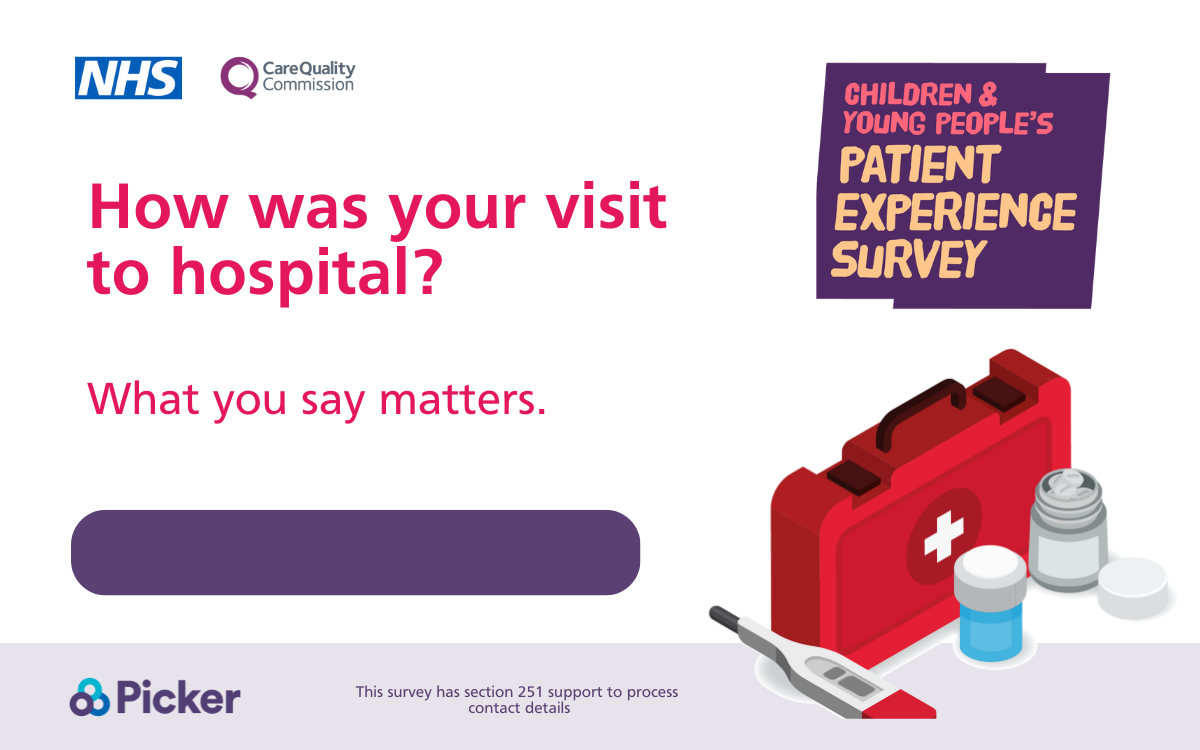 NHS
CareQuality
Commission
CHILDREN &
YOUNG PEOPLE'S
PATIENT
EXPERIENCE
SURVEY
How was your visit
to hospital?
What you say matters.
Picker
This survey has section 251 support to process
contact details